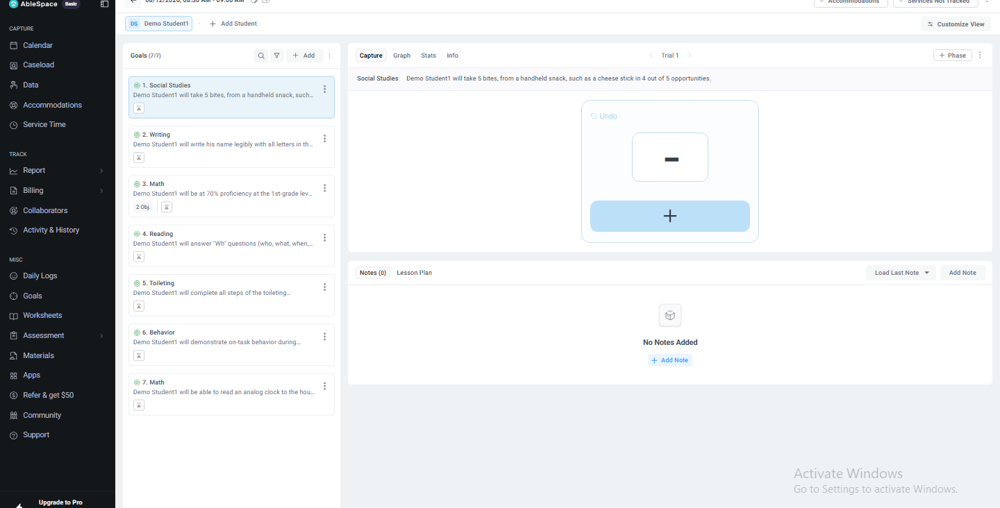 AbleSpace Basic
08/12/2026, 08:30 AM - 09:00 AM
Accommodations
Services Not Tracked
DS Demo Student1
Add Student
Customize View
CAPTURE
Calendar
Caseload
Data
Accommodations
Service Time
TRACK
Report
Billing
Collaborators
Activity & History
MISC
Daily Logs
Goals
Worksheets
Assessment
Materials
Apps
Refer & get $50
Community
Support
Upgrade to Pro
Goals (7/7)
Add
1. Social Studies
Demo Student1 will take 5 bites, from a handheld snack, such...
2. Writing
Demo Student1 will write his name legibly with all letters in th...
3. Math
Demo Student1 will be at 70% proficiency at the 1st-grade lev...
2 Obj.
4. Reading
Demo Student1 will answer "Wh" questions (who, what, when,...
5. Toileting
Demo Student1 will complete all steps of the toileting...
6. Behavior
Demo Student1 will demonstrate on-task behavior during...
7. Math
Demo Student1 will be able to read an analog clock to the hou...
Capture Graph Stats Info
Trial 1
+ Phase
Social Studies Demo Student1 will take 5 bites, from a handheld snack, such as a cheese stick in 4 out of 5 opportunities.
Undo
−
+
Notes (0) Lesson Plan
Load Last Note
Add Note
No Notes Added
+ Add Note
Activate Windows
Go to Settings to activate Windows.